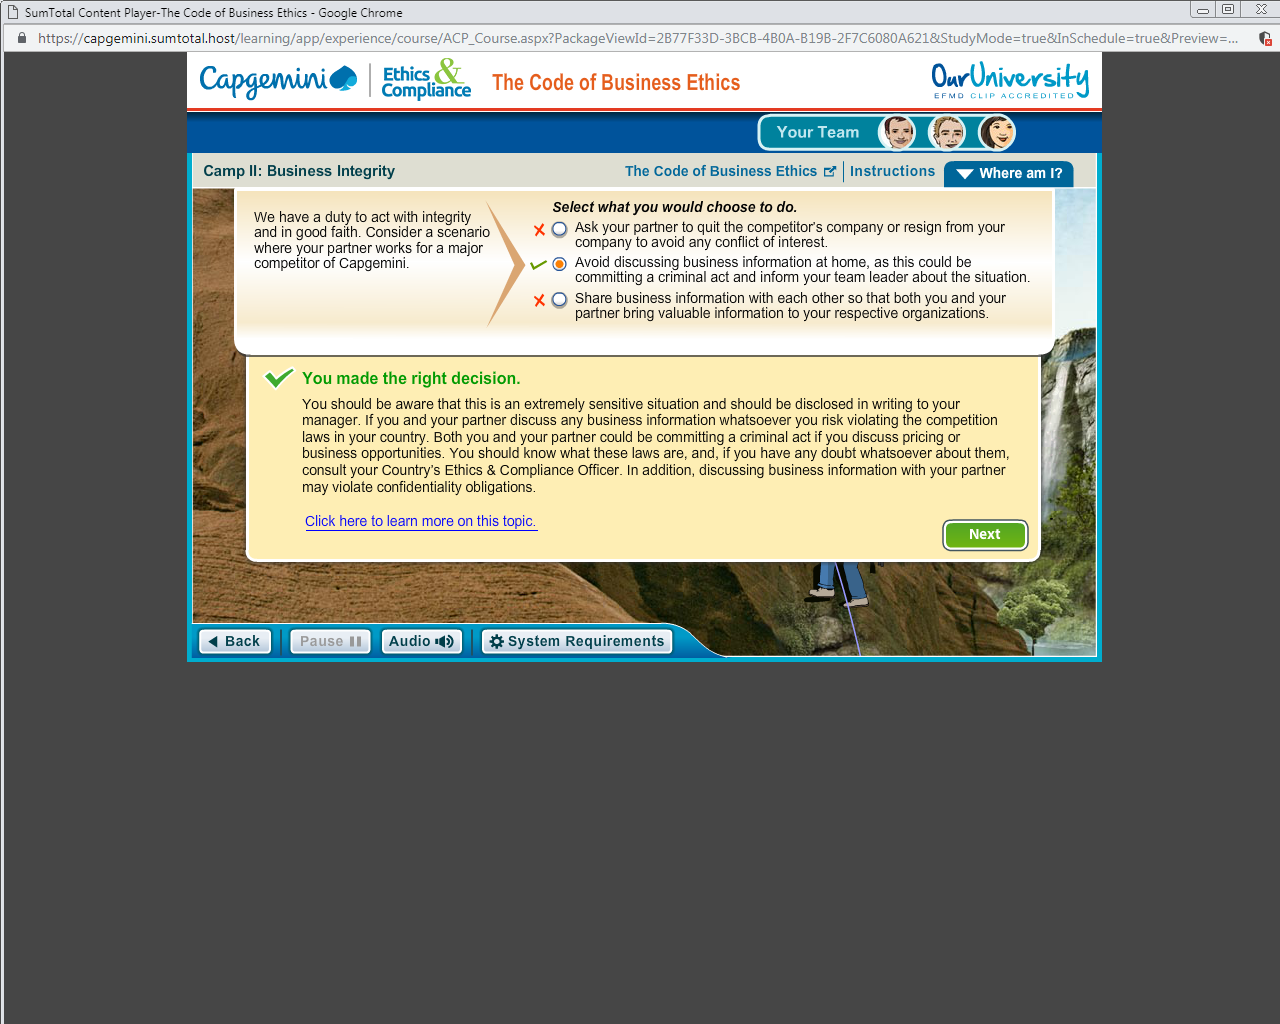 SumTotal Content Player-The Code of Business Ethics - Google Chrome
https://capgemini.sumtotal.host/learning/app/experience/course/ACP_Course.aspx?PackageViewId=2B77F33D-3BCB-4B0A-B19B-2F7C6080A621&StudyMode=true&InSchedule=true&Preview=...
Capgemini
Ethics &
Compliance
The Code of Business Ethics
Our University
EFMD CLIP ACCREDITED
Your Team
Camp II: Business Integrity
The Code of Business Ethics
Instructions
Where am I?
We have a duty to act with integrity
and in good faith. Consider a scenario
where your partner works for a major
competitor of Capgemini.
Select what you would choose to do.
Ask your partner to quit the competitor's company or resign from your
company to avoid any conflict of interest.
Avoid discussing business information at home, as this could be
committing a criminal act and inform your team leader about the situation.
Share business information with each other so that both you and your
partner bring valuable information to your respective organizations.
You made the right decision.
You should be aware that this is an extremely sensitive situation and should be disclosed in writing to your
manager. If you and your partner discuss any business information whatsoever you risk violating the competition
laws in your country. Both you and your partner could be committing a criminal act if you discuss pricing or
business opportunities. You should know what these laws are, and, if you have any doubt whatsoever about them,
consult your Country's Ethics & Compliance Officer. In addition, discussing business information with your partner
may violate confidentiality obligations.
Click here to learn more on this topic.
Next
Back
Pause
Audio
System Requirements